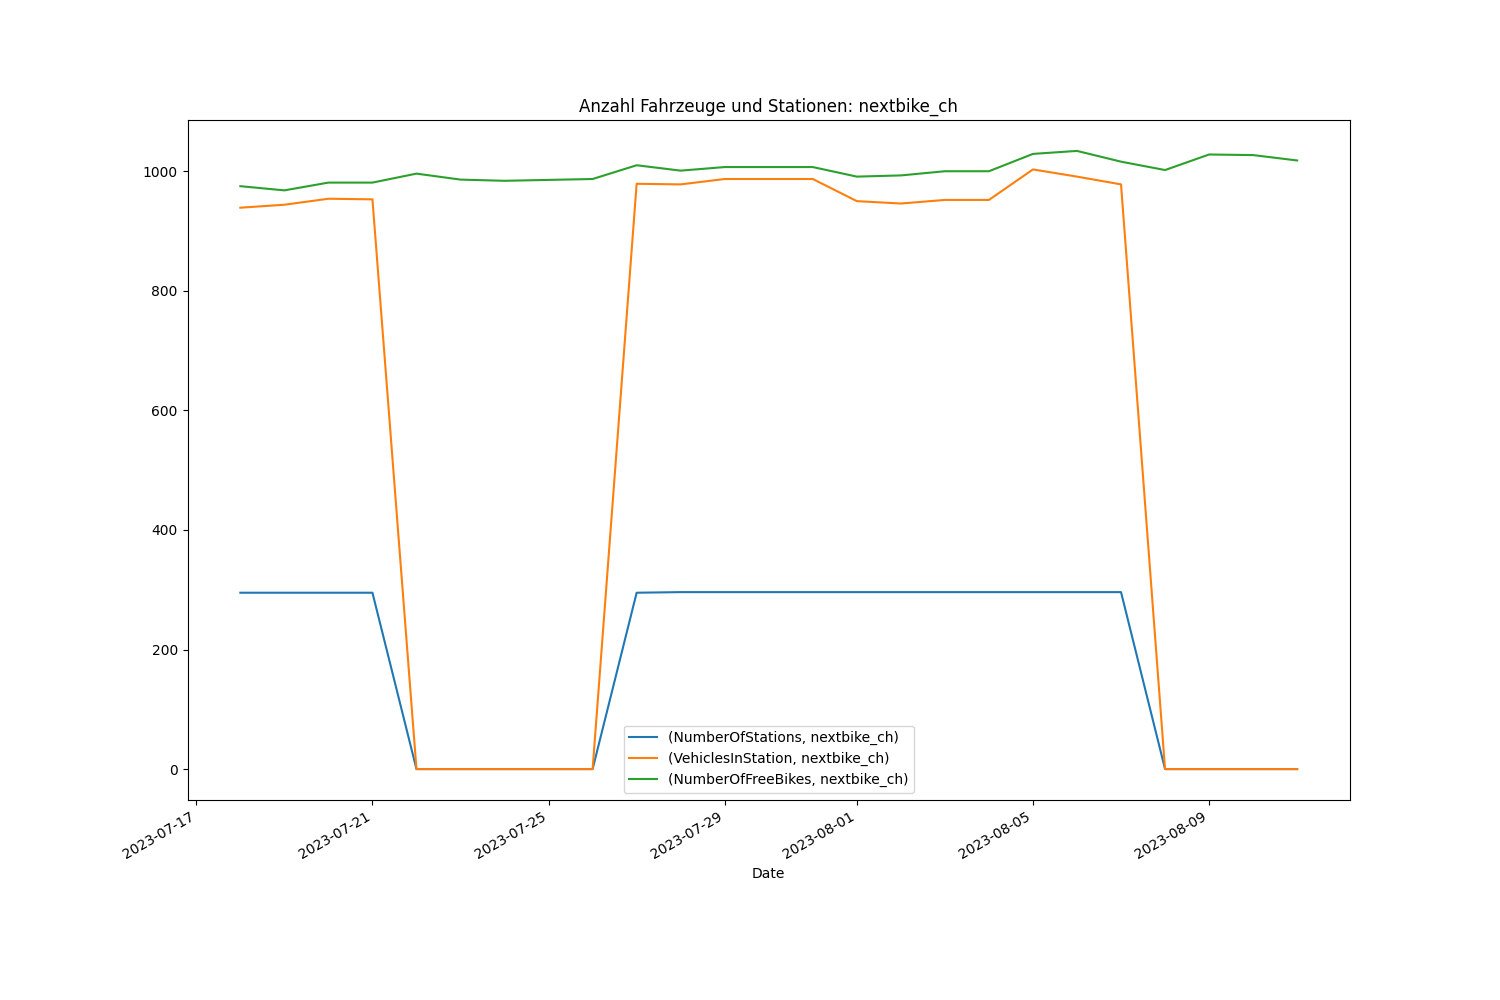 Anzahl Fahrzeuge und Stationen: nextbike_ch
1000
800
600
400
200
0
(NumberOfStations, nextbike_ch)
(VehiclesInStation, nextbike_ch)
(NumberOfFreeBikes, nextbike_ch)
2023-07-17
2023-07-21
2023-07-25
2023-07-29
2023-08-01
2023-08-05
2023-08-09
Date